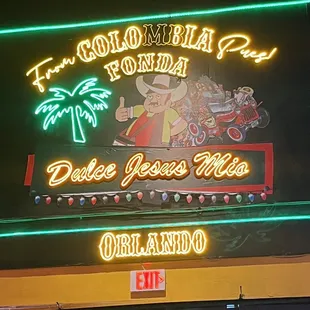 From COLOMBIA Pues!
FONDA
Dulce Jesus Mio
ORLANDO
EXIT